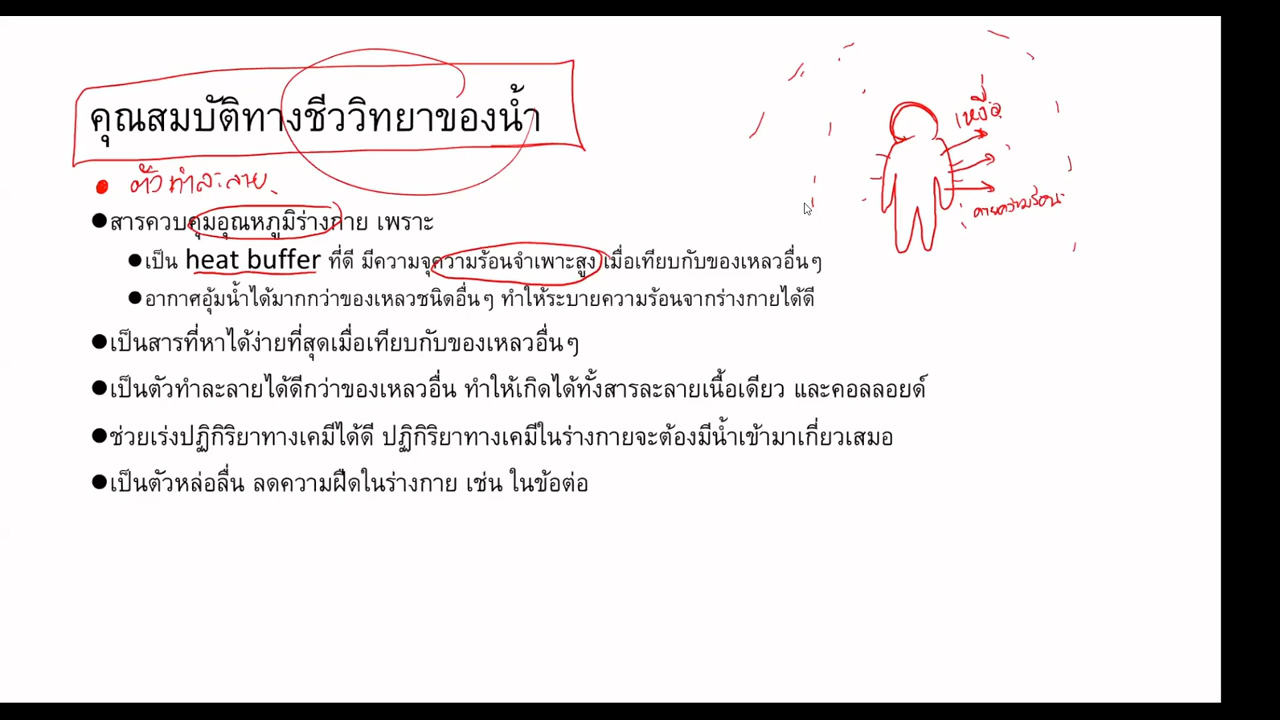 คุณสมบัติทางชีววิทยาของน้ำ
● ตัวทำละลาย
●สารควบคุมอุณหภูมิร่างกาย เพราะ
●เป็น heat buffer ที่ดี มีความจุความร้อนจำเพาะสูง เมื่อเทียบกับของเหลวอื่นๆ
●อากาศอุ้มน้ำได้มากกว่าของเหลวชนิดอื่นๆ ทำให้ระบายความร้อนจากร่างกายได้ดี
●เป็นสารที่หาได้ง่ายที่สุดเมื่อเทียบกับของเหลวอื่นๆ
●เป็นตัวทำละลายได้ดีกว่าของเหลวอื่น ทำให้เกิดได้ทั้งสารละลายเนื้อเดียว และคอลลอยด์
●ช่วยเร่งปฏิกิริยาทางเคมีได้ดี ปฏิกิริยาทางเคมีในร่างกายจะต้องมีน้ำเข้ามาเกี่ยวเสมอ
●เป็นตัวหล่อลื่น ลดความฝืดในร่างกาย เช่น ในข้อต่อ
เหงื่อ
คายความร้อน